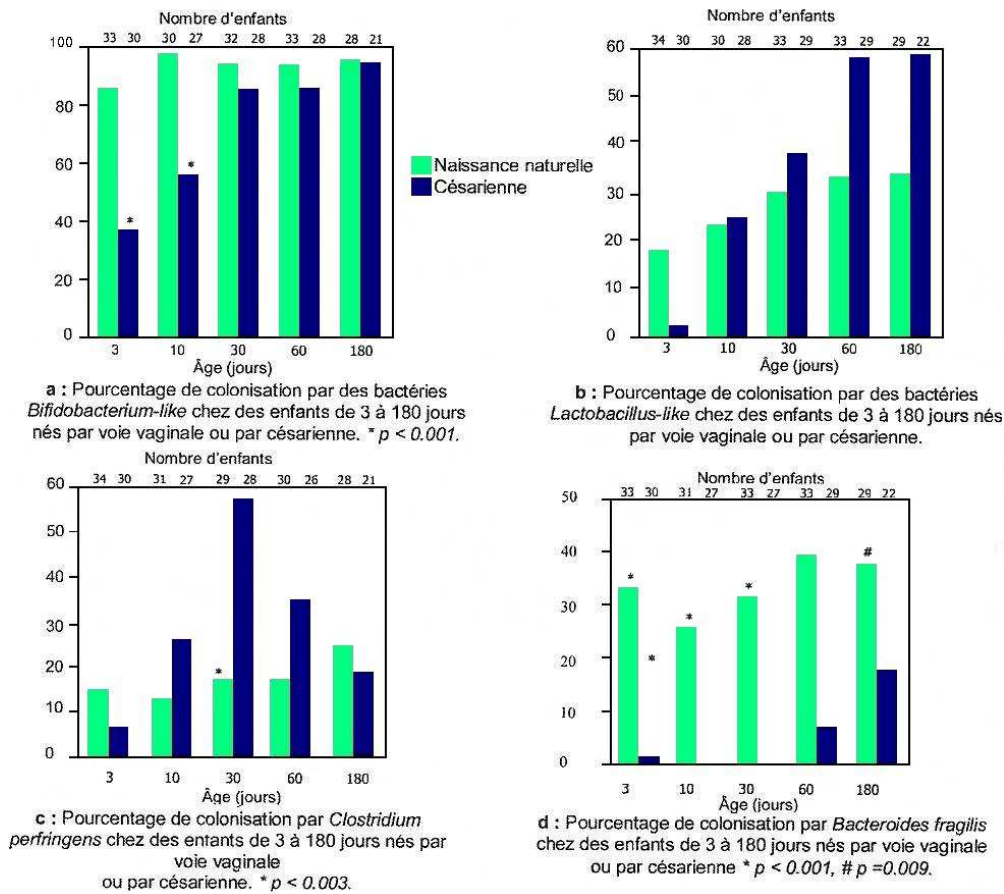 Nombre d'enfants
33 30 30 27 32 28 33 28 28 21
100
80
60
40
20
0
*
*
3 10 30 60 180
Âge (jours)
a : Pourcentage de colonisation par des bactéries
Bifidobacterium-like chez des enfants de 3 à 180 jours
nés par voie vaginale ou par césarienne. * p < 0.001.
Naissance naturelle
Césarienne
Nombre d'enfants
34 30 30 28 33 29 33 29 29 22
60
50
40
30
20
0
3 10 30 60 180
Âge (jours)
b : Pourcentage de colonisation par des bactéries
Lactobacillus-like chez des enfants de 3 à 180 jours nés
par voie vaginale ou par césarienne.
Nombre d'enfants
34 30 31 27 29 28 30 26 28 21
60
50
40
30
20
10
0
*
3 10 30 60 180
Âge (jours)
c : Pourcentage de colonisation par Clostridium
perfringens chez des entants de 3 à 180 jours nés par
voie vaginale
ou par césarienne. * p < 0.003.
Nombre d'enfants
33 30 31 27 33 27 33 29 29 22
50
40
30
20
10
0
*
*
*
*
#
3 10 30 60 180
Âge (jours)
d : Pourcentage de colonisation par Bacteroides fragilis
chez des enfants de 3 à 180 jours nés par voie vaginale
ou par césarienne * p < 0.001, # p =0.009.